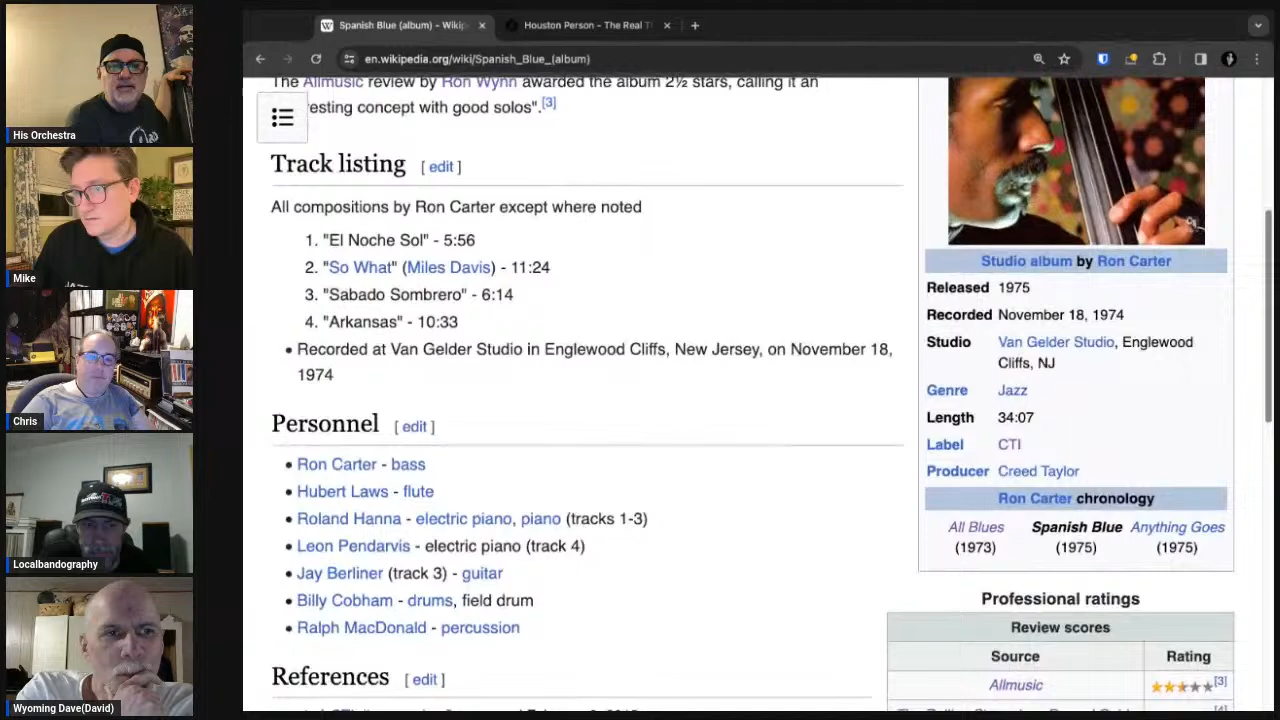 Spanish Blue (album) – Wikip
Houston Person – The Real T
en.wikipedia.org/wiki/Spanish_Blue_(album)
The Allmusic review by Ron Wynn awarded the album 2½ stars, calling it an
resting concept with good solos".[3]
Track listing [ edit ]
All compositions by Ron Carter except where noted
1. "El Noche Sol" - 5:56
2. "So What" (Miles Davis) - 11:24
3. "Sabado Sombrero" - 6:14
4. "Arkansas" - 10:33
• Recorded at Van Gelder Studio in Englewood Cliffs, New Jersey, on November 18,
1974
Personnel [ edit ]
• Ron Carter - bass
• Hubert Laws - flute
• Roland Hanna - electric piano, piano (tracks 1-3)
• Leon Pendarvis - electric piano (track 4)
• Jay Berliner (track 3) - guitar
• Billy Cobham - drums, field drum
• Ralph MacDonald - percussion
References [ edit ]
Studio album by Ron Carter
Released 1975
Recorded November 18, 1974
Studio Van Gelder Studio, Englewood
Cliffs, NJ
Genre Jazz
Length 34:07
Label CTI
Producer Creed Taylor
Ron Carter chronology
All Blues Spanish Blue Anything Goes
(1973) (1975) (1975)
Professional ratings
Review scores
Source Rating
Allmusic [3]
His Orchestra
Mike
Chris
Localbandography
Wyoming Dave(David)